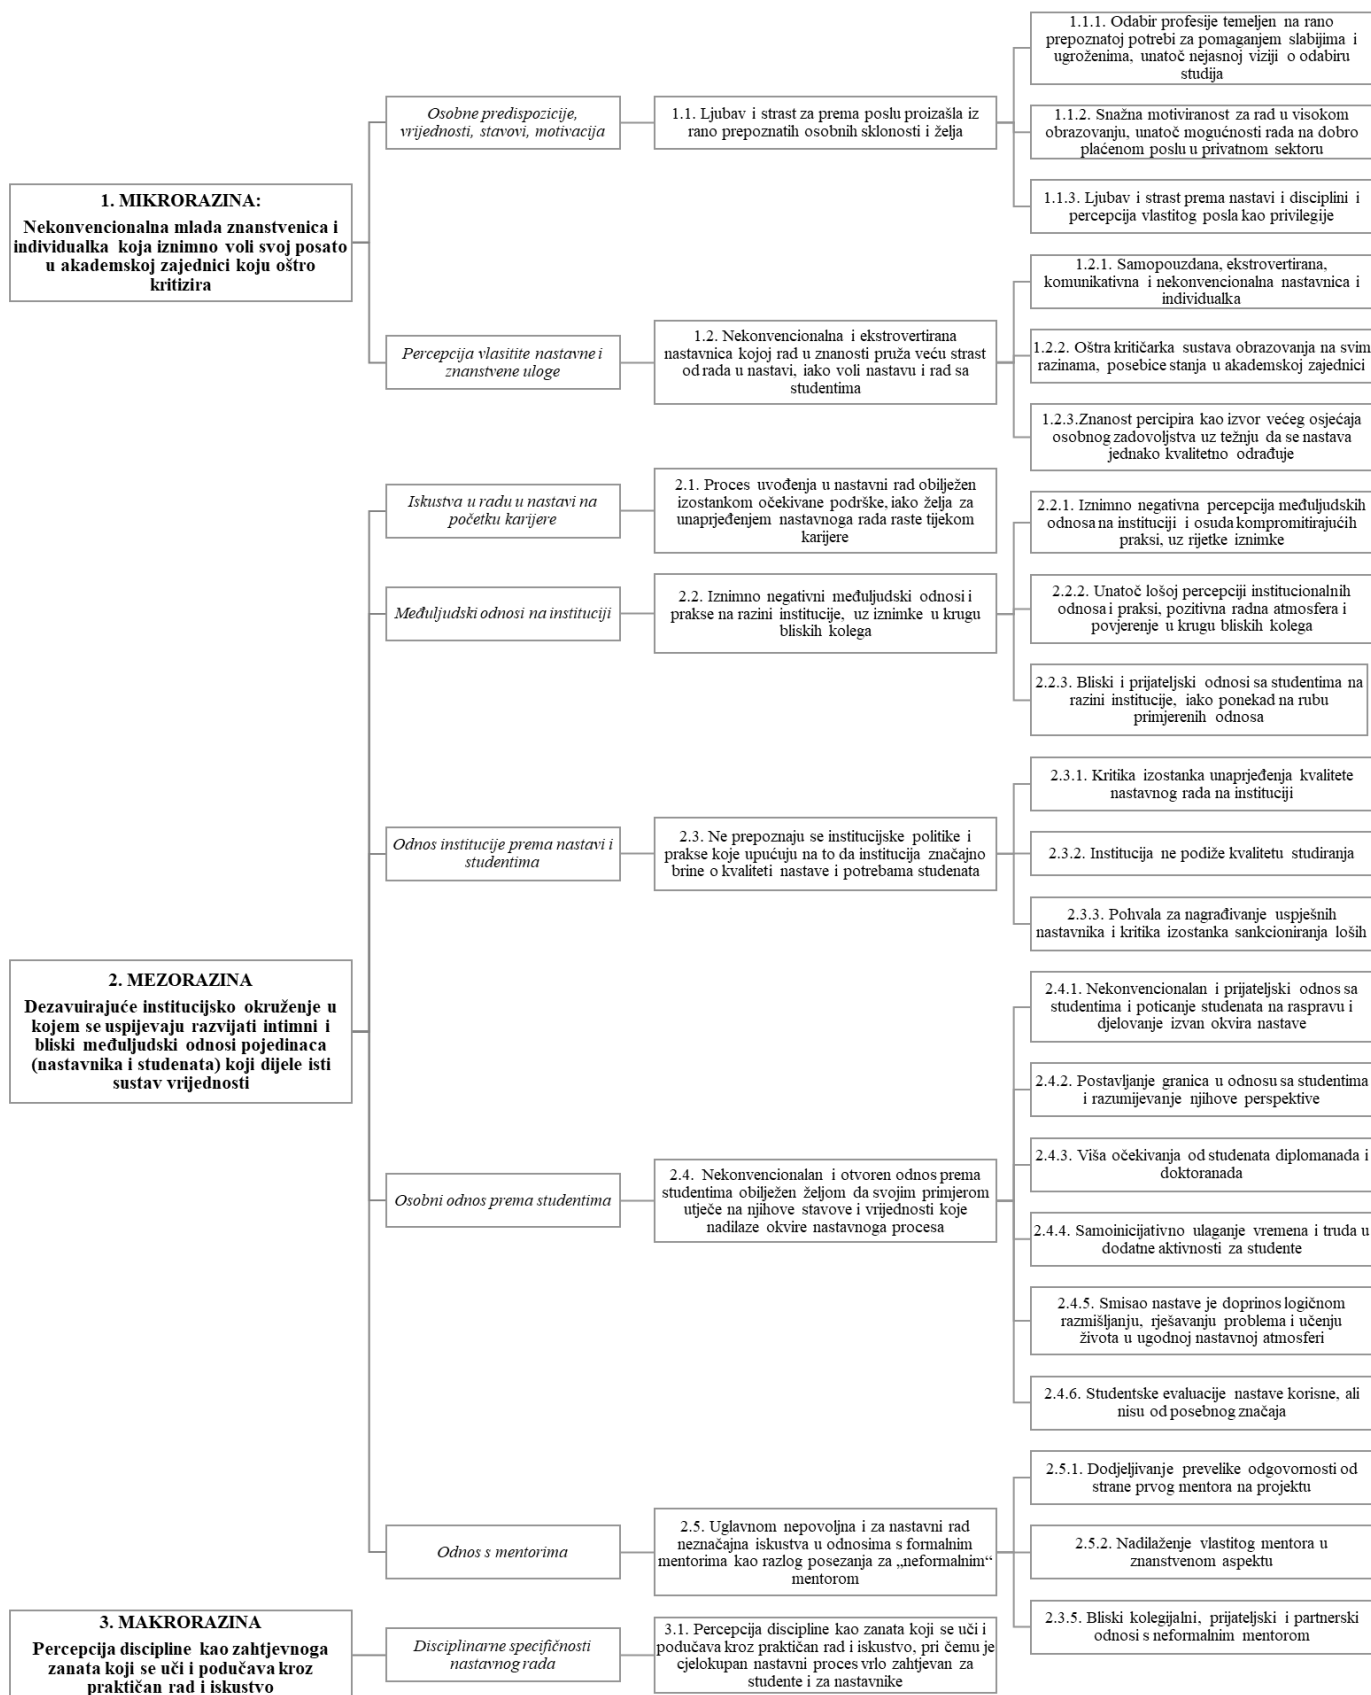 1. MIKRORAZINA:
Nekonvencionalna mlada znanstvenica i
individualka koja iznimno voli svoj posato
u akademskoj zajednici koju oštro
kritizira
Osobne predispozicije,
vrijednosti, stavovi, motivacija
1.1. Ljubav i strast za prema poslu proizašla iz
rano prepoznatih osobnih sklonosti i želja
1.1.1. Odabir profesije temeljen na rano
prepoznatoj potrebi za pomaganjem slabijima i
ugroženima, unatoč nejasnoj viziji o odabiru
studija
1.1.2. Snažna motiviranost za rad u visokom
obrazovanju, unatoč mogućnosti rada na dobro
plaćenom poslu u privatnom sektoru
1.1.3. Ljubav i strast prema nastavi i disciplini i
percepcija vlastitog posla kao privilegije
Percepcija vlasitite nastavne i
znanstvene uloge
1.2. Nekonvencionalna i ekstrovertirana
nastavnica kojoj rad u znanosti pruža veću strast
od rada u nastavi, iako voli nastavu i rad sa
studentima
1.2.1. Samopouzdana, ekstrovertirana,
komunikativna i nekonvencionalna nastavnica i
individualka
1.2.2. Oštra kritičarka sustava obrazovanja na svim
razinama, posebice stanja u akademskoj zajednici
1.2.3.Znanost percipira kao izvor većeg osjećaja
osobnog zadovoljstva uz težnju da se nastava
jednako kvalitetno odrađuje
2. MEZORAZINA
Dezavuirajuće institucijsko okruženje u
kojem se uspijevaju razvijati intimni i
bliski međuljudski odnosi pojedinaca
(nastavnika i studenata) koji dijele isti
sustav vrijednosti
Iskustva u radu u nastavi na
početku karijere
2.1. Proces uvođenja u nastavni rad obilježen
izostankom očekivane podrške, iako želja za
unaprjeđenjem nastavnoga rada raste tijekom
karijere
Međuljudski odnosi na instituciji
2.2. Iznimno negativni međuljudski odnosi i
prakse na razini institucije, uz iznimke u krugu
bliskih kolega
2.2.1. Iznimno negativna percepcija međuljudskih
odnosa na instituciji i osuda kompromitirajućih
praksi, uz rijetke iznimke
2.2.2. Unatoč lošoj percepciji institucionalnih
odnosa i praksi, pozitivna radna atmosfera i
povjerenje u krugu bliskih kolega
2.2.3. Bliski i prijateljski odnosi sa studentima na
razini institucije, iako ponekad na rubu
primjerenih odnosa
Odnos institucije prema nastavi i
studentima
2.3. Ne prepoznaju se institucijske politike i
prakse koje upućuju na to da institucija značajno
brine o kvaliteti nastave i potrebama studenata
2.3.1. Kritika izostanka unaprjeđenja kvalitete
nastavnog rada na instituciji
2.3.2. Institucija ne podiže kvalitetu studiranja
2.3.3. Pohvala za nagrađivanje uspješnih
nastavnika i kritika izostanka sankcioniranja loših
Osobni odnos prema studentima
2.4. Nekonvencionalan i otvoren odnos prema
studentima obilježen željom da svojim primjerom
utječe na njihove stavove i vrijednosti koje
nadilaze okvire nastavnoga procesa
2.4.1. Nekonvencionalan i prijateljski odnos sa
studentima i poticanje studenata na raspravu i
djelovanje izvan okvira nastave
2.4.2. Postavljanje granica u odnosu sa studentima
i razumijevanje njihove perspektive
2.4.3. Viša očekivanja od studenata diplomanada i
doktoranada
2.4.4. Samoinicijativno ulaganje vremena i truda u
dodatne aktivnosti za studente
2.4.5. Smisao nastave je doprinos logičnom
razmišljanju, rješavanju problema i učenju
života u ugodnoj nastavnoj atmosferi
2.4.6. Studentske evaluacije nastave korisne, ali
nisu od posebnog značaja
Odnos s mentorima
2.5. Uglavnom nepovoljna i za nastavni rad
neznačajna iskustva u odnosima s formalnim
mentorima kao razlog posezanja za „neformalnim“
mentorom
2.5.1. Dodjeljivanje prevelike odgovornosti od
strane prvog mentora na projektu
2.5.2. Nadilaženje vlastitog mentora u
znanstvenom aspektu
2.3.5. Bliski kolegijalni, prijateljski i partnerski
odnosi s neformalnim mentorom
3. MAKRORAZINA
Percepcija discipline kao zahtjevnoga
zanata koji se uči i podučava kroz
praktičan rad i iskustvo
Disciplinarne specifičnosti
nastavnog rada
3.1. Percepcija discipline kao zanata koji se uči i
podučava kroz praktičan rad i iskustvo, pri čemu je
cjelokupan nastavni proces vrlo zahtjevan za
studente i za nastavnike